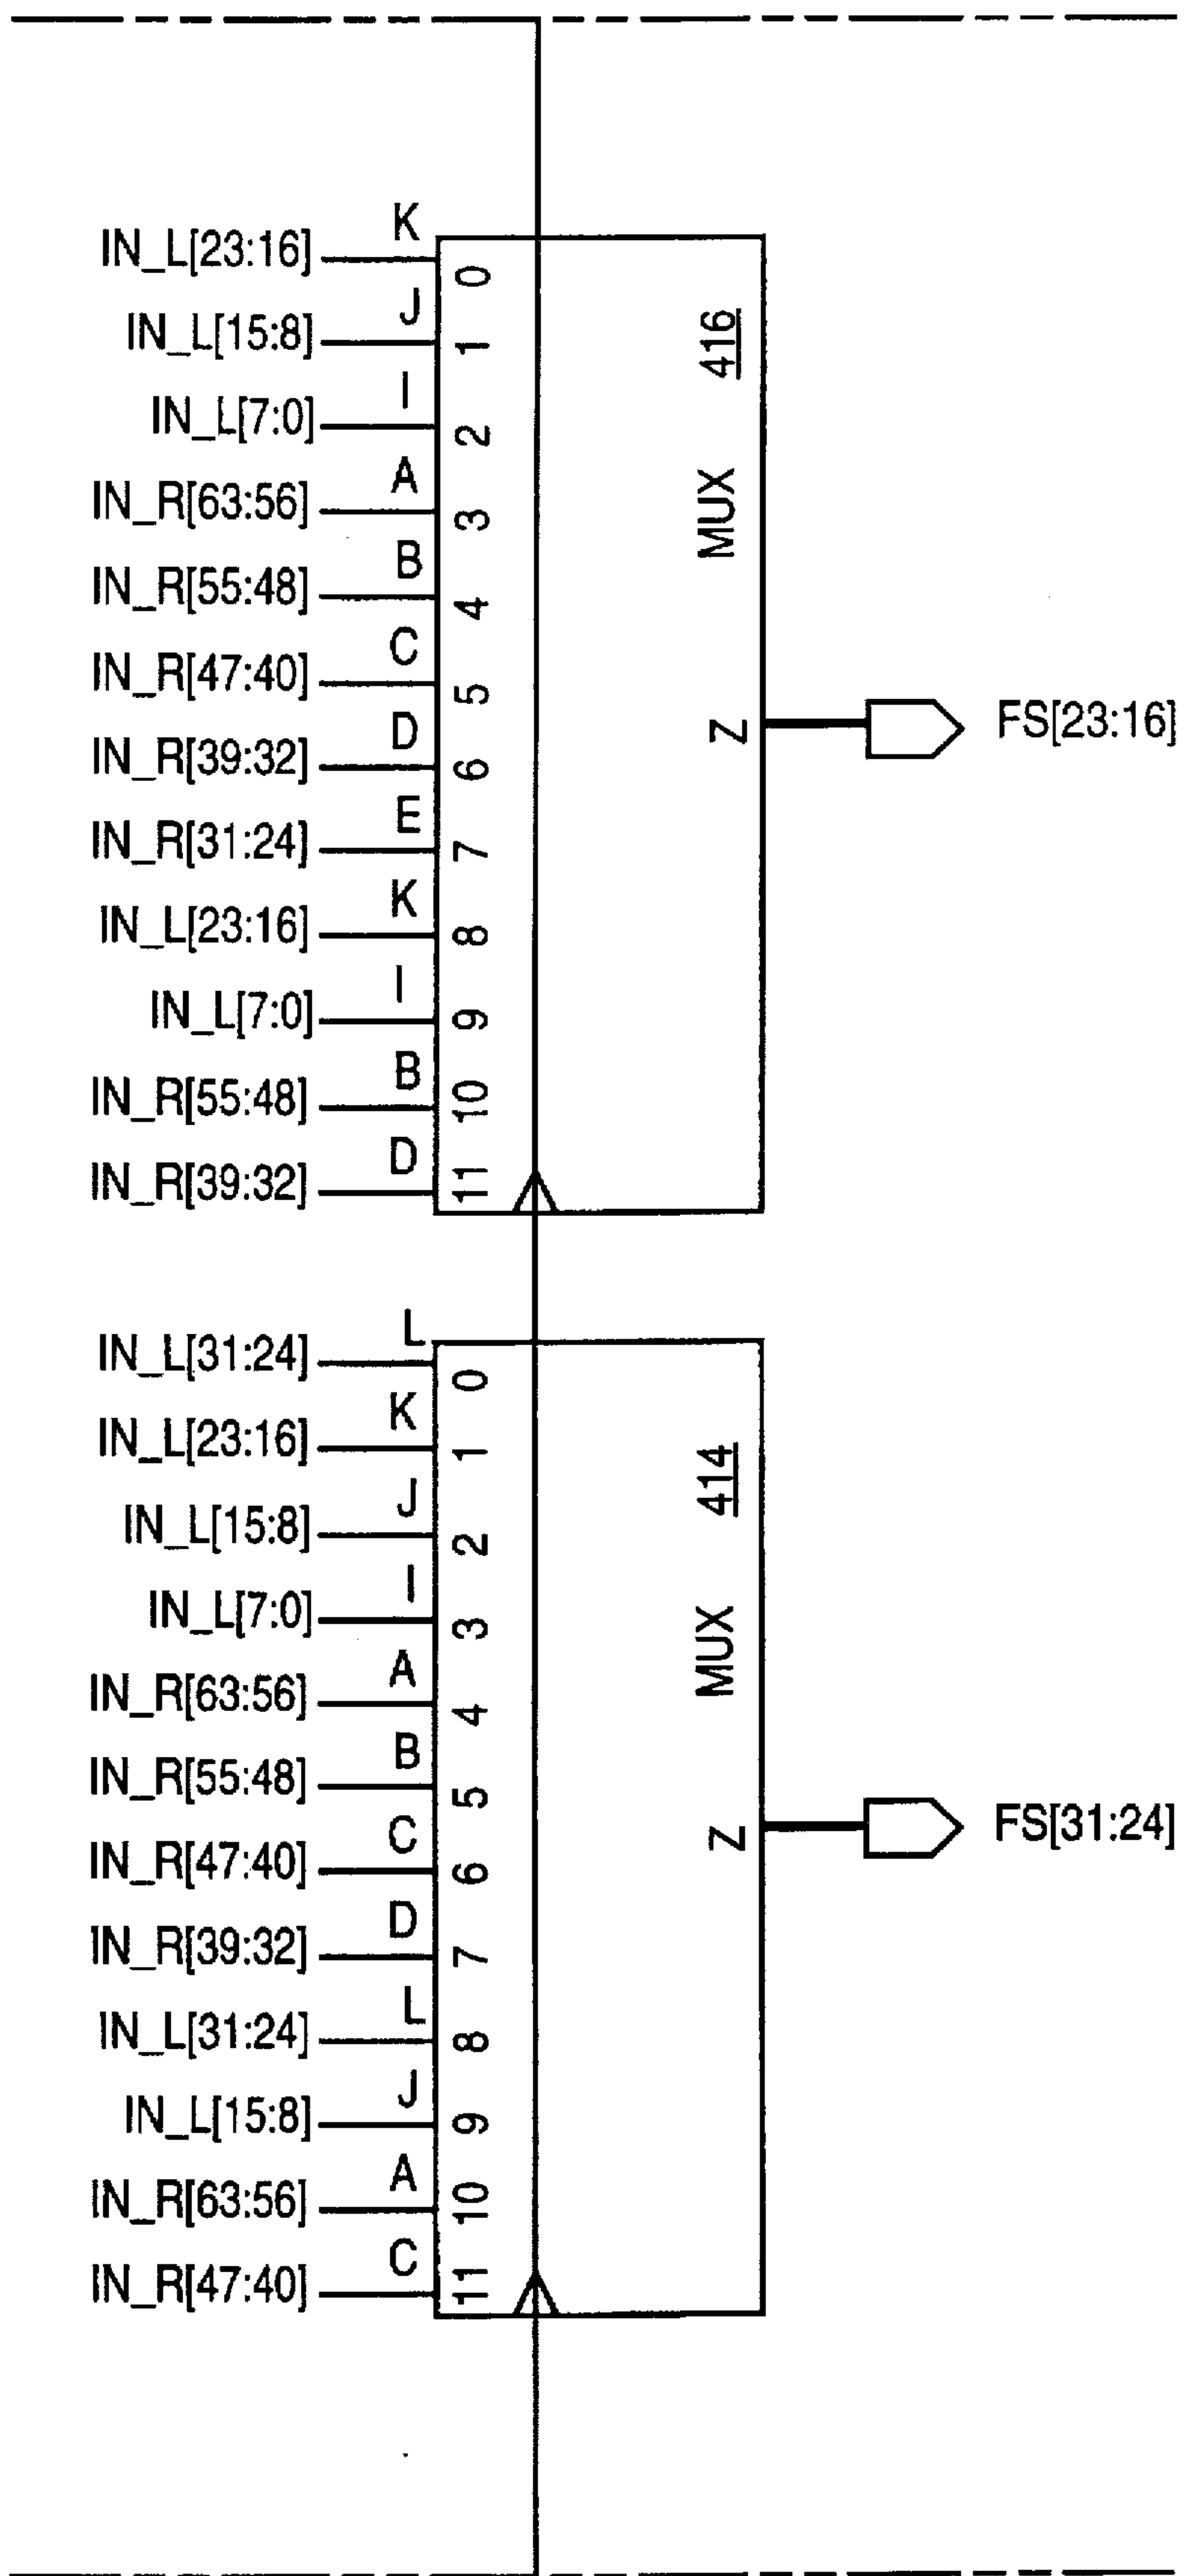 IN_L[23:16] K 0
IN_L[15:8] J 1
IN_L[7:0] I 2
IN_R[63:56] A 3
IN_R[55:48] B 4
IN_R[47:40] C 5
IN_R[39:32] D 6
IN_R[31:24] E 7
IN_L[23:16] K 8
IN_L[7:0] I 9
IN_R[55:48] B 10
IN_R[39:32] D 11
MUX 416
Z
FS[23:16]
IN_L[31:24] L 0
IN_L[23:16] K 1
IN_L[15:8] J 2
IN_L[7:0] I 3
IN_R[63:56] A 4
IN_R[55:48] B 5
IN_R[47:40] C 6
IN_R[39:32] D 7
IN_L[31:24] L 8
IN_L[15:8] J 9
IN_R[63:56] A 10
IN_R[47:40] C 11
MUX 414
Z
FS[31:24]